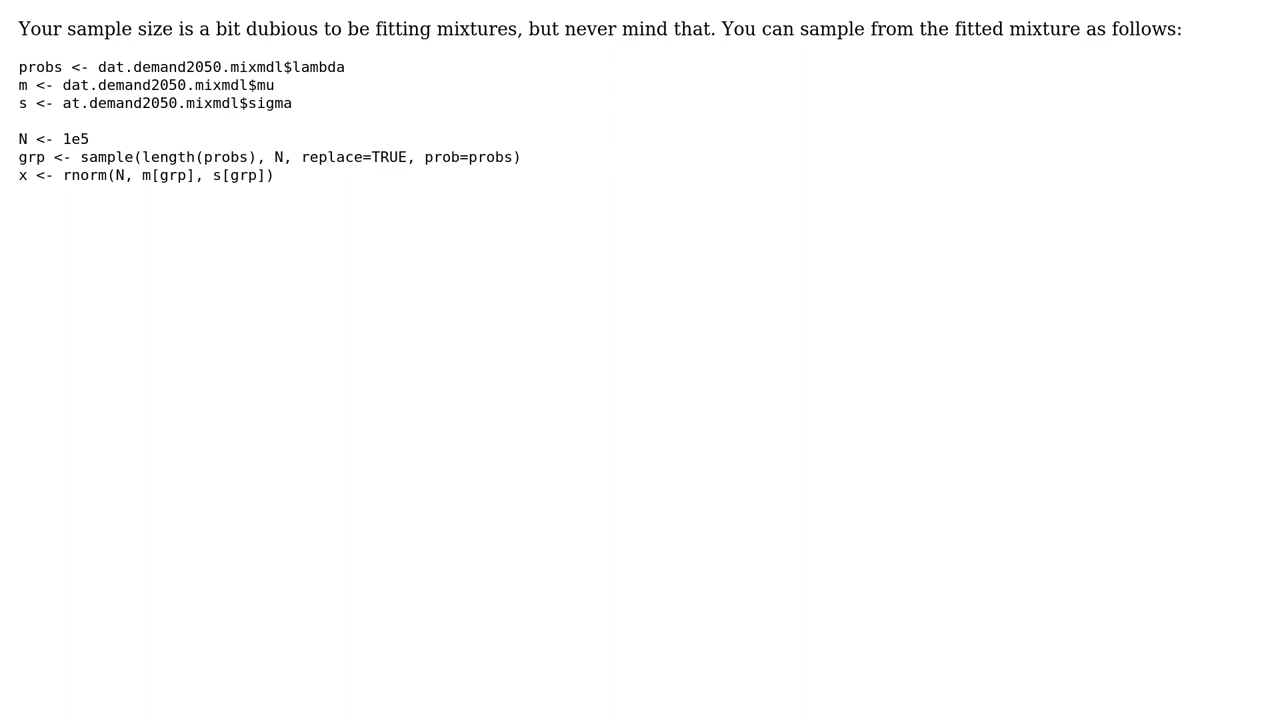 Your sample size is a bit dubious to be fitting mixtures, but never mind that. You can sample from the fitted mixture as follows:
probs <- dat.demand2050.mixmdl$lambda
m <- dat.demand2050.mixmdl$mu
s <- at.demand2050.mixmdl$sigma
N <- 1e5
grp <- sample(length(probs), N, replace=TRUE, prob=probs)
x <- rnorm(N, m[grp], s[grp])